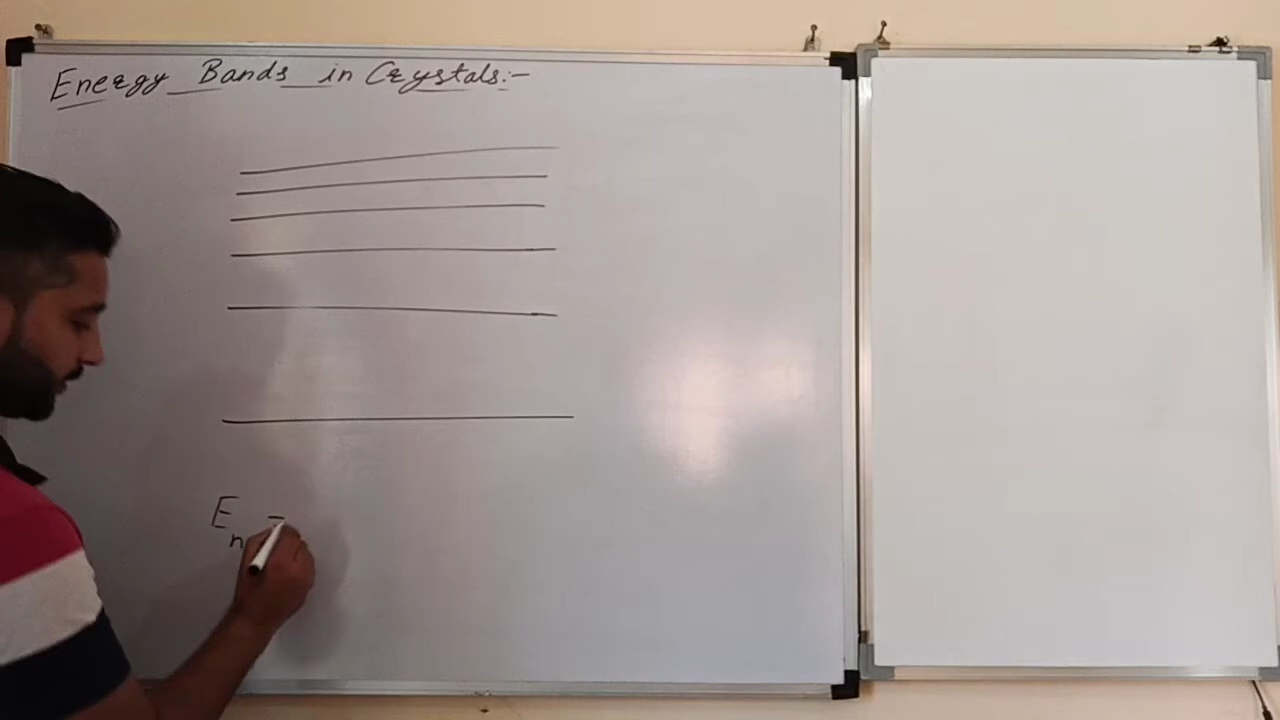 Energy Bands in Crystals:-
En =